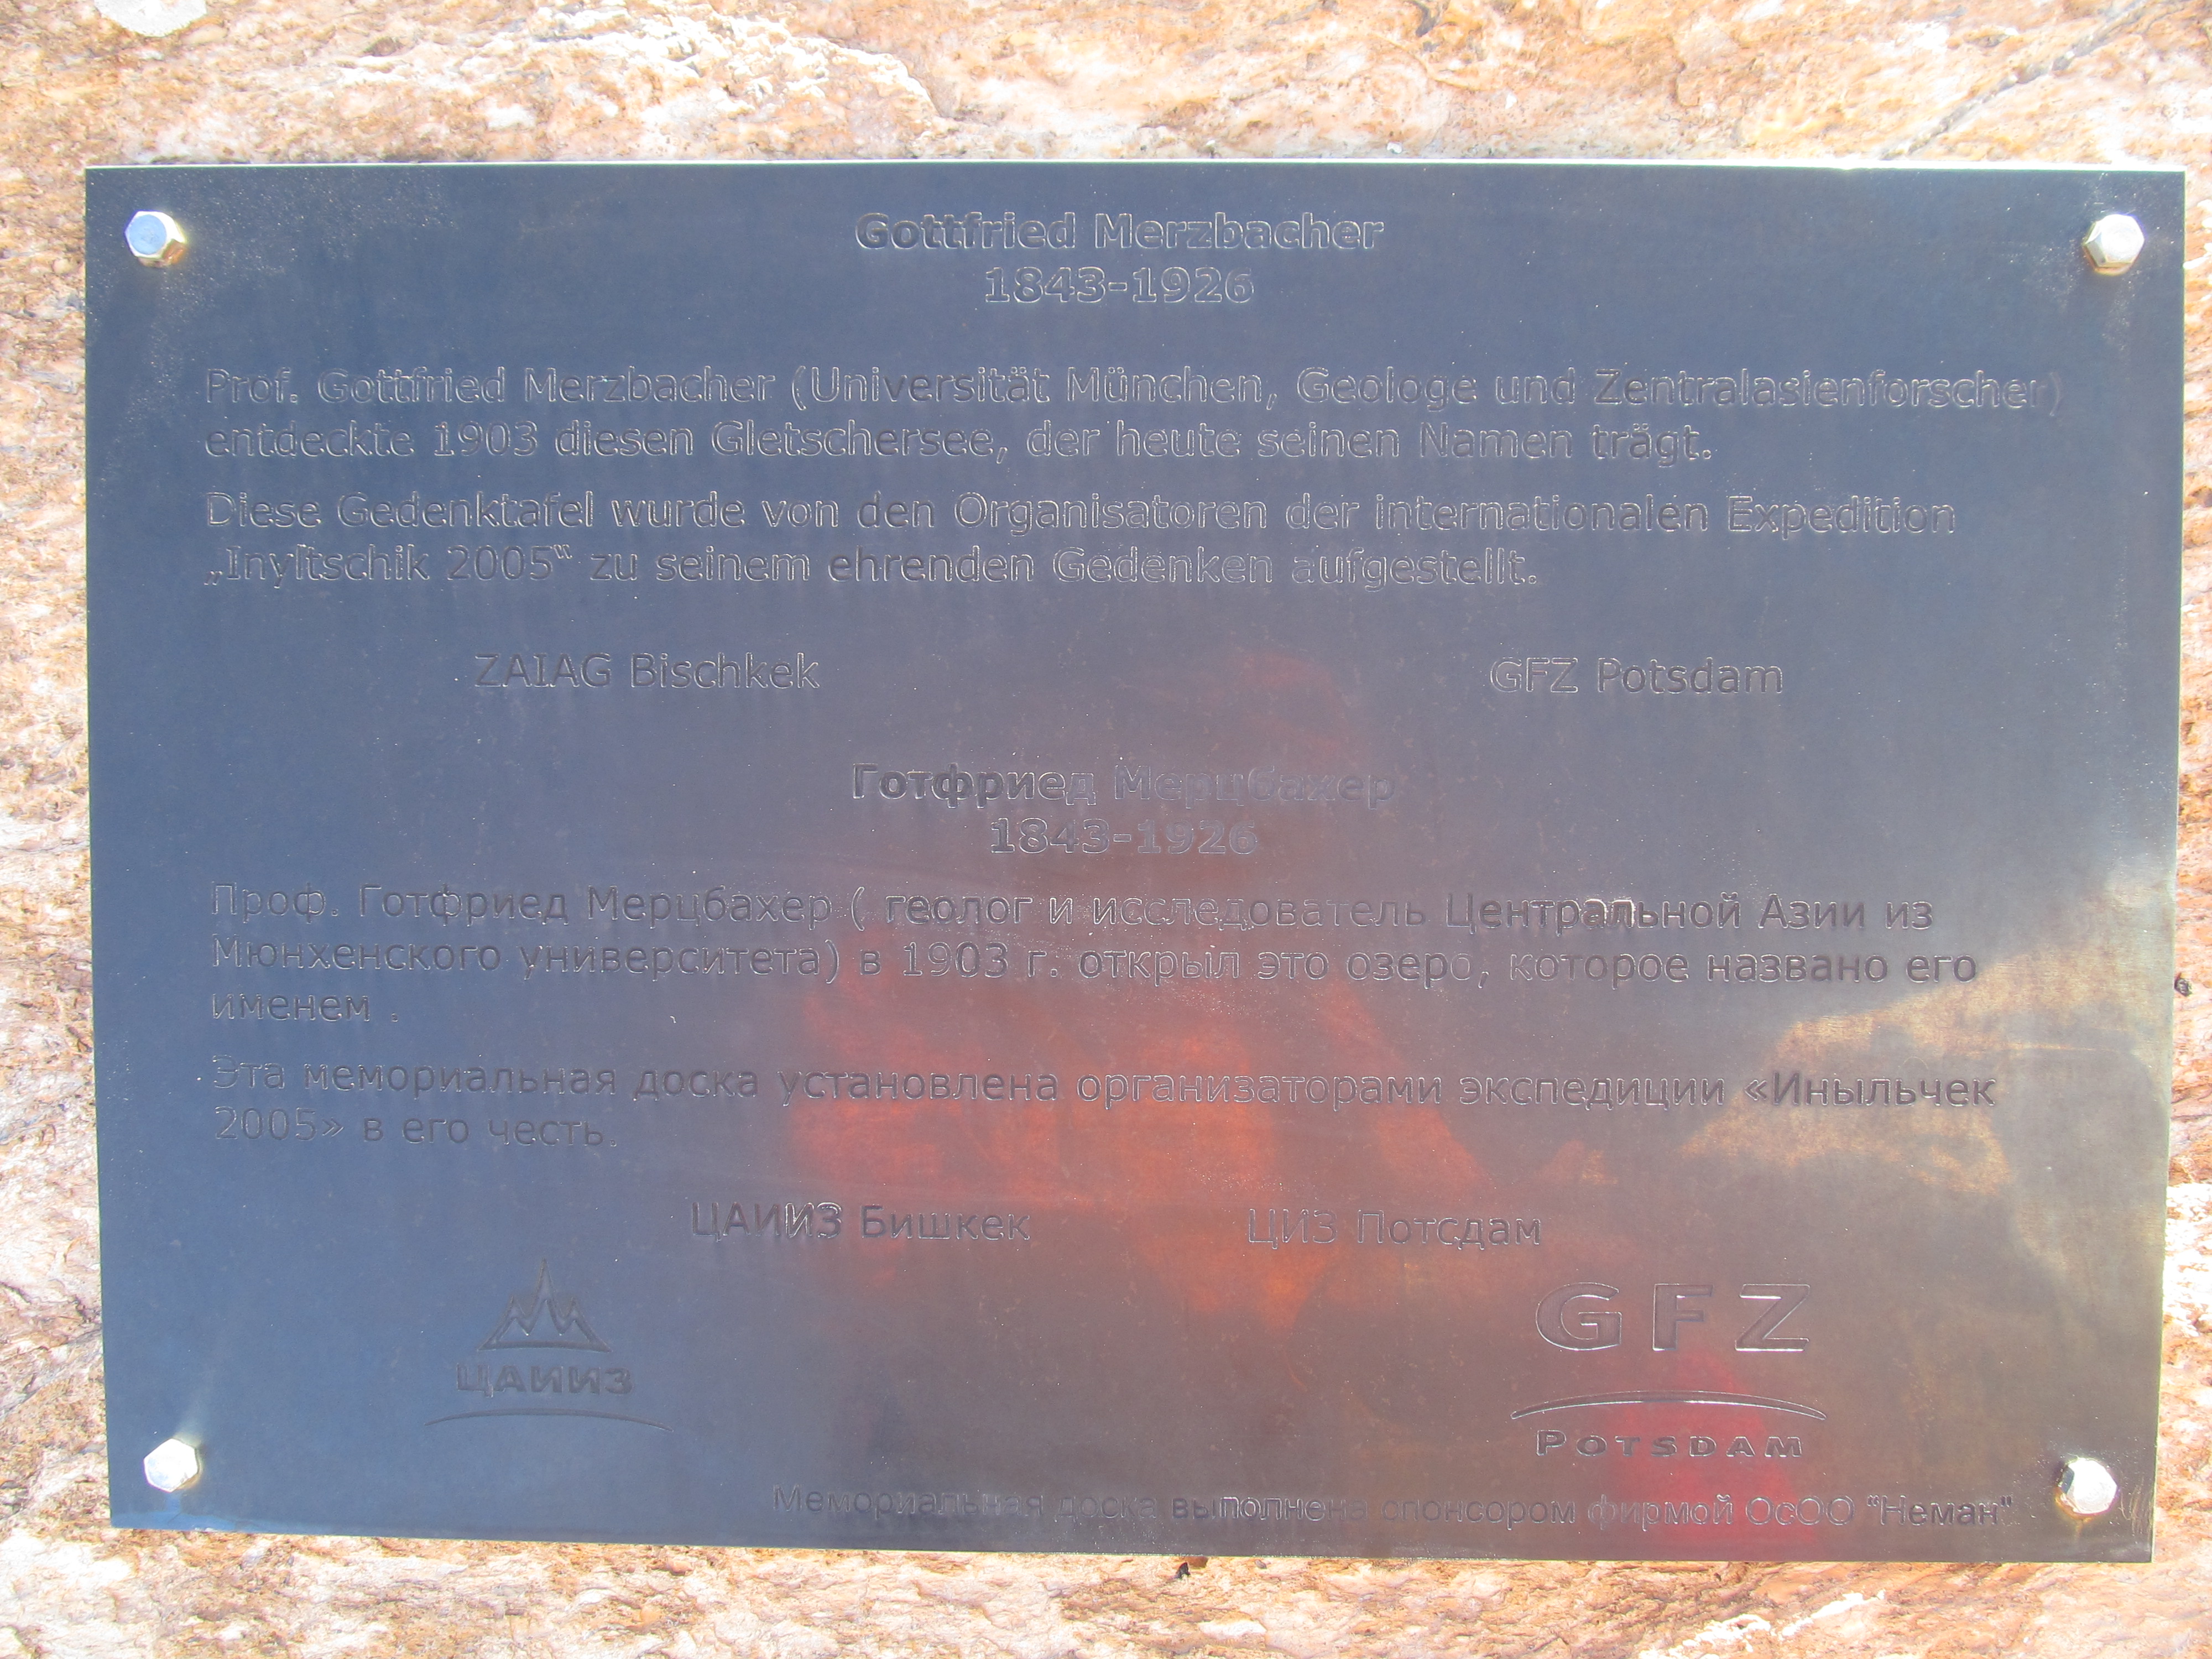 Gottfried Merzbacher
1843-1926
Prof. Gottfried Merzbacher (Universität München, Geologe und Zentralasienforscher)
entdeckte 1903 diesen Gletschersee, der heute seinen Namen trägt.
Diese Gedenktafel wurde von den Organisatoren der internationalen Expedition
„Inyltschik 2005“ zu seinem ehrenden Gedenken aufgestellt.
ZAIAG Bischkek GFZ Potsdam
Готфриед Мерцбахер
1843-1926
Проф. Готфриед Мерцбахер ( геолог и исследователь Центральной Азии из
Мюнхенского университета) в 1903 г. открыл это озеро, которое названо его
именем .
Эта мемориальная доска установлена организаторами экспедиции «Иныльчек
2005» в его честь.
ЦАИИЗ Бишкек ЦИЗ Потсдам
ЦАИИЗ
GFZ
POTSDAM
Мемориальная доска выполнена спонсором фирмой ОсОО "Неман"